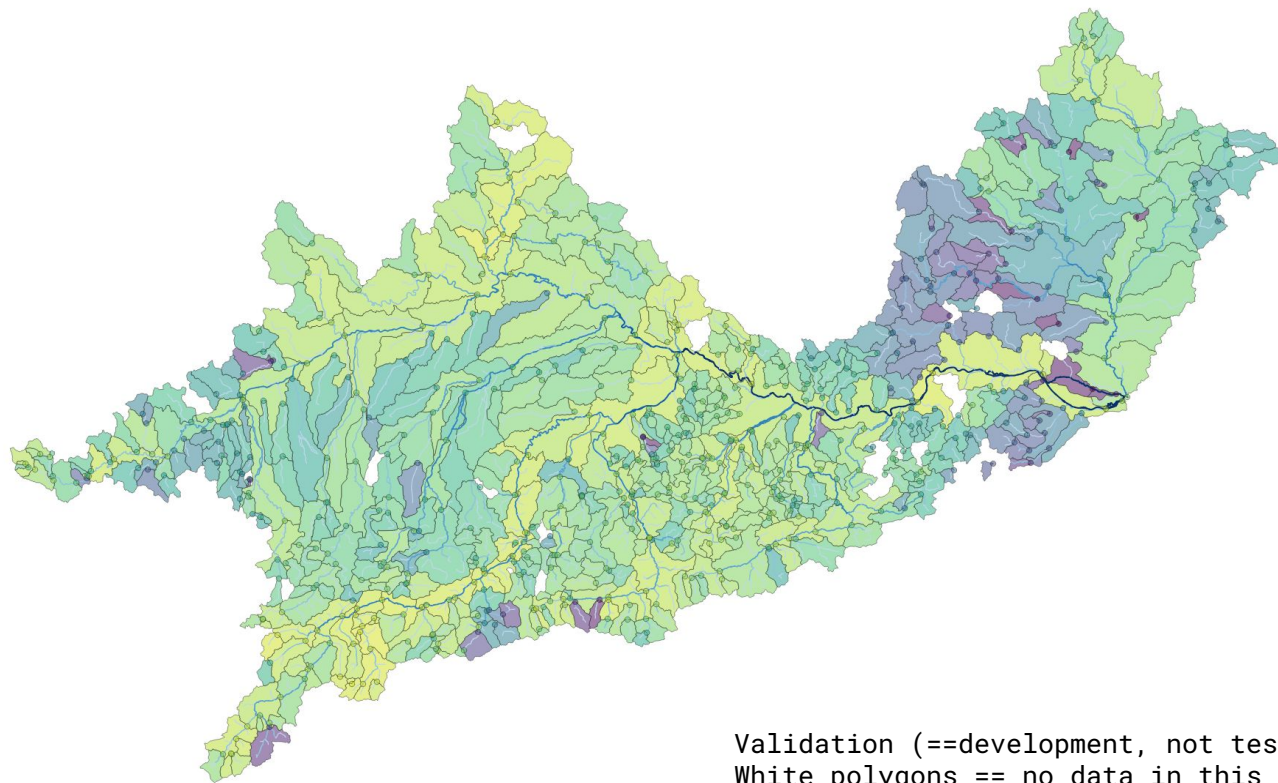 Validation (==development, not tes
White polygons == no data in this